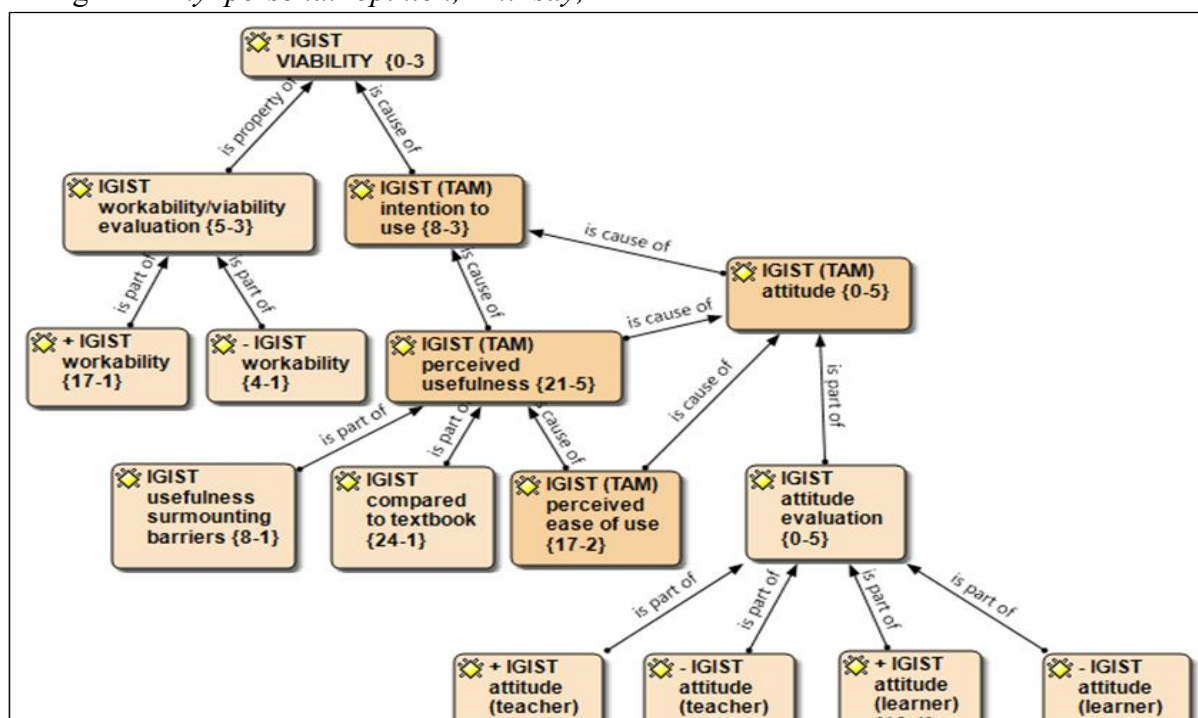 * IGIST
VIABILITY {0-3
is property of
is cause of
IGIST
workability/viability
evaluation {5-3}
IGIST (TAM)
intention to
use {8-3}
is cause of
IGIST (TAM)
attitude {0-5}
is part of
is part of
is cause of
is cause of
+ IGIST
workability
{17-1}
- IGIST
workability
{4-1}
IGIST (TAM)
perceived
usefulness {21-5}
is cause of
is part of
is part of
is part of
is cause of
IGIST
usefulness
surmounting
barriers {8-1}
IGIST
compared
to textbook
{24-1}
IGIST (TAM)
perceived
ease of use
{17-2}
IGIST
attitude
evaluation
{0-5}
is part of
is part of
is part of
is part of
+ IGIST
attitude
(teacher)
- IGIST
attitude
(teacher)
+ IGIST
attitude
(learner)
- IGIST
attitude
(learner)